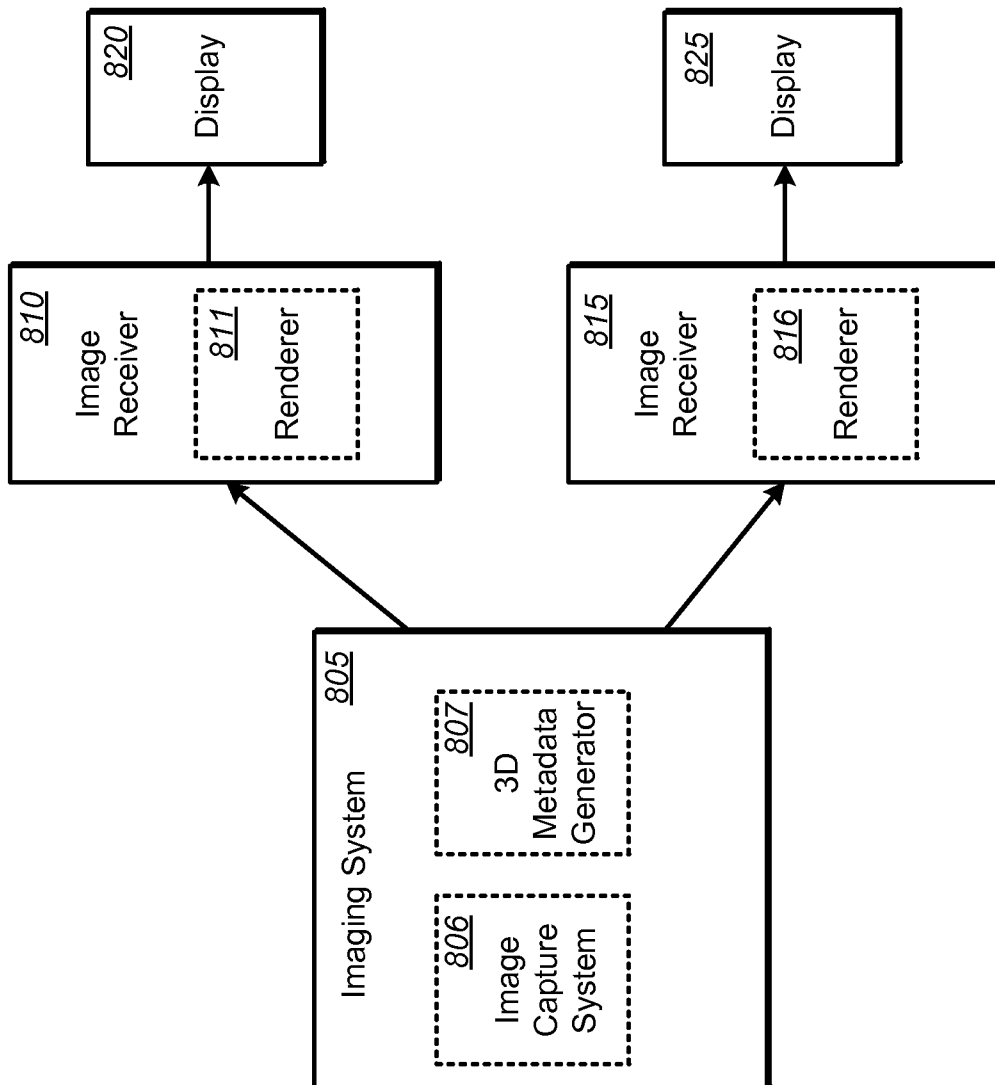 805
Imaging System
806
Image
Capture
System
807
3D
Metadata
Generator
810
Image
Receiver
811
Renderer
820
Display
815
Image
Receiver
816
Renderer
825
Display